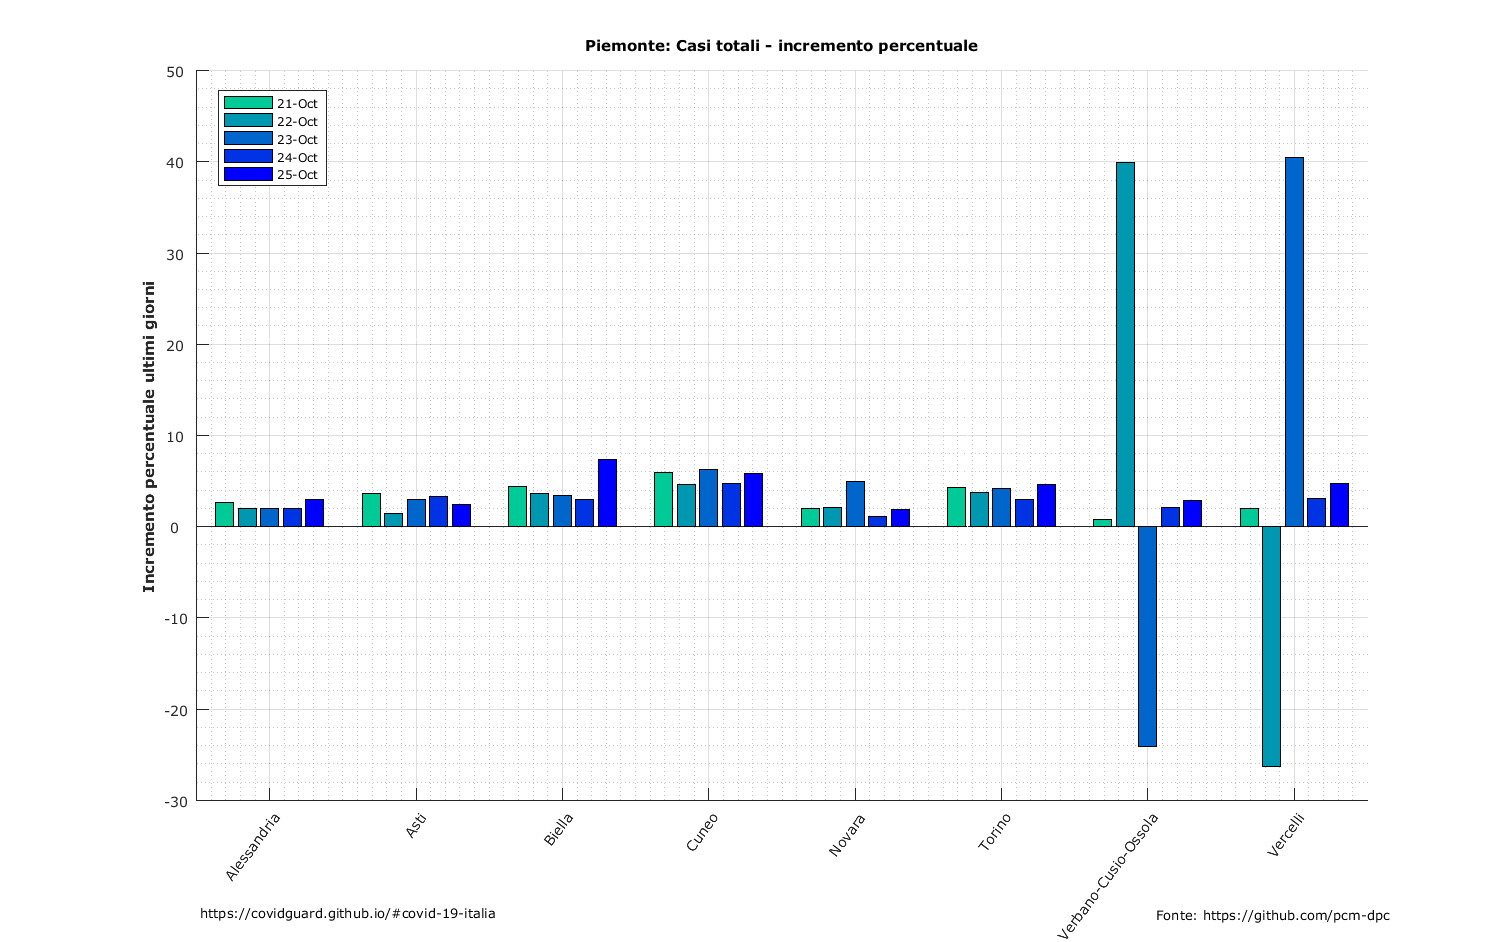 Piemonte: Casi totali - incremento percentuale
50
40
30
20
10
0
-10
-20
-30
Incremento percentuale ultimi giorni
21-Oct
22-Oct
23-Oct
24-Oct
25-Oct
Alessandria
Asti
Biella
Cuneo
Novara
Torino
Verbano-Cusio-Ossola
Vercelli
https://covidguard.github.io/#covid-19-italia
Fonte: https://github.com/pcm-dpc